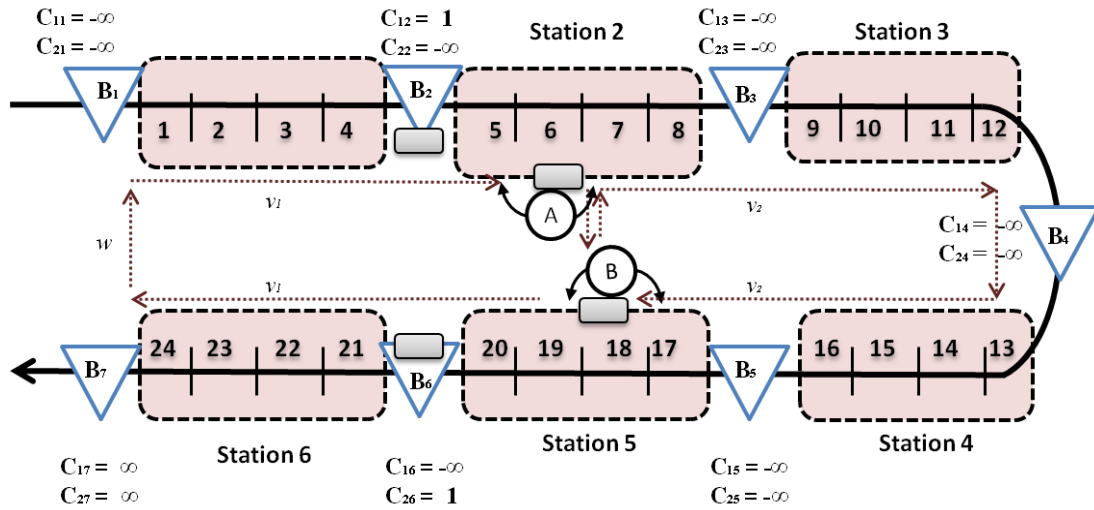 C₁₁ = -∞
C₂₁ = -∞
C₁₂ = 1
C₂₂ = -∞
Station 2
C₁₃ = -∞
C₂₃ = -∞
Station 3
B₁
B₂
B₃
1 2 3 4
5 6 7 8
9 10 11 12
v₁
A
v₂
w
C₁₄ = -∞
C₂₄ = -∞
B₄
B
v₁
v₂
24 23 22 21
20 19 18 17
16 15 14 13
B₇
B₆
B₅
Station 6
Station 5
Station 4
C₁₇ = ∞
C₂₇ = ∞
C₁₆ = -∞
C₂₆ = 1
C₁₅ = -∞
C₂₅ = -∞